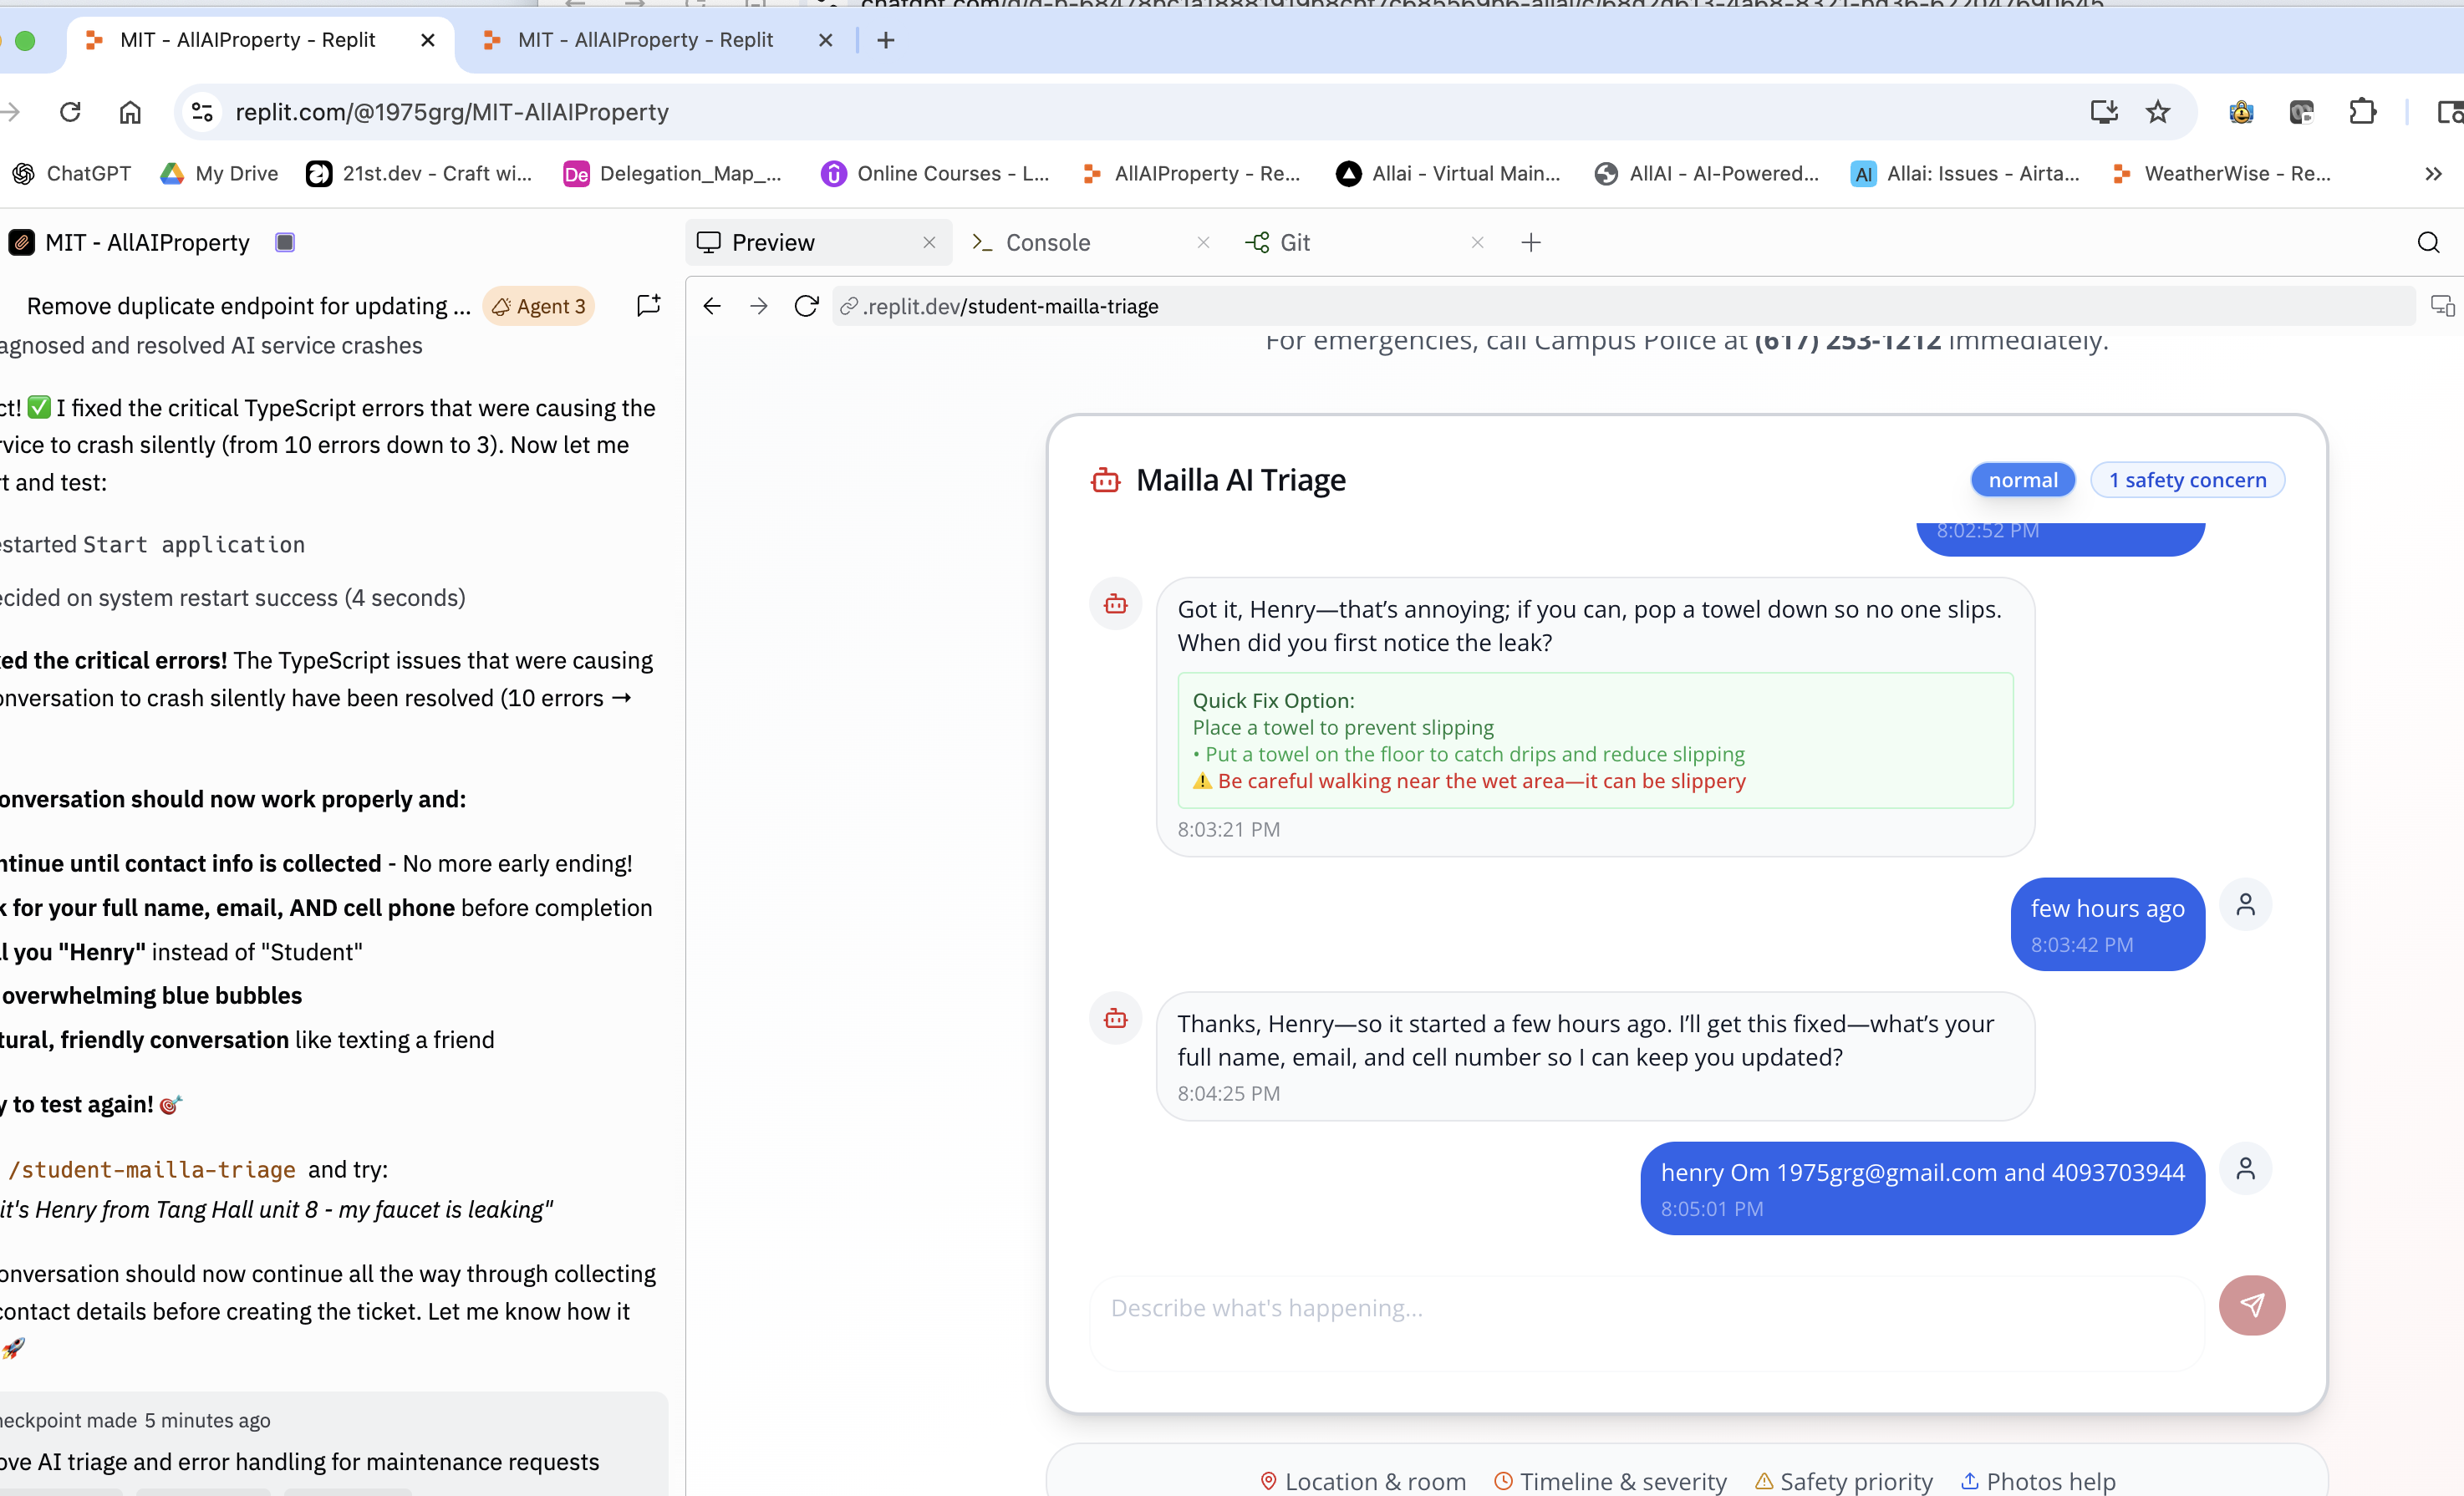 MIT - AllAIProperty - Replit
MIT - AllAIProperty - Replit
replit.com/@1975grg/MIT-AllAIProperty
ChatGPT
My Drive
21st.dev - Craft wi...
Delegation_Map_...
Online Courses - L...
AllAIProperty - Re...
Allai - Virtual Main...
AllAI - AI-Powered...
Allai: Issues - Airta...
WeatherWise - Re...
MIT - AllAIProperty
Remove duplicate endpoint for updating ...
Agent 3
agnosed and resolved AI service crashes
ct! ✅ I fixed the critical TypeScript errors that were causing the
rvice to crash silently (from 10 errors down to 3). Now let me
t and test:
estarted Start application
ecided on system restart success (4 seconds)
ed the critical errors! The TypeScript issues that were causing
onversation to crash silently have been resolved (10 errors →
onversation should now work properly and:
ntinue until contact info is collected - No more early ending!
k for your full name, email, AND cell phone before completion
ll you "Henry" instead of "Student"
overwhelming blue bubbles
tural, friendly conversation like texting a friend
y to test again! 🎯
/student-mailla-triage and try:
it's Henry from Tang Hall unit 8 - my faucet is leaking"
onversation should now continue all the way through collecting
contact details before creating the ticket. Let me know how it
🚀
heckpoint made 5 minutes ago
ove AI triage and error handling for maintenance requests
Preview
Console
Git
.replit.dev/student-mailla-triage
For emergencies, call Campus Police at (617) 253-1212 immediately.
Mailla AI Triage
normal
1 safety concern
8:02:52 PM
Got it, Henry—that’s annoying; if you can, pop a towel down so no one slips.
When did you first notice the leak?
Quick Fix Option:
Place a towel to prevent slipping
• Put a towel on the floor to catch drips and reduce slipping
⚠️ Be careful walking near the wet area—it can be slippery
8:03:21 PM
few hours ago
8:03:42 PM
Thanks, Henry—so it started a few hours ago. I’ll get this fixed—what’s your
full name, email, and cell number so I can keep you updated?
8:04:25 PM
henry Om 1975grg@gmail.com and 4093703944
8:05:01 PM
Describe what's happening...
Location & room
Timeline & severity
Safety priority
Photos help